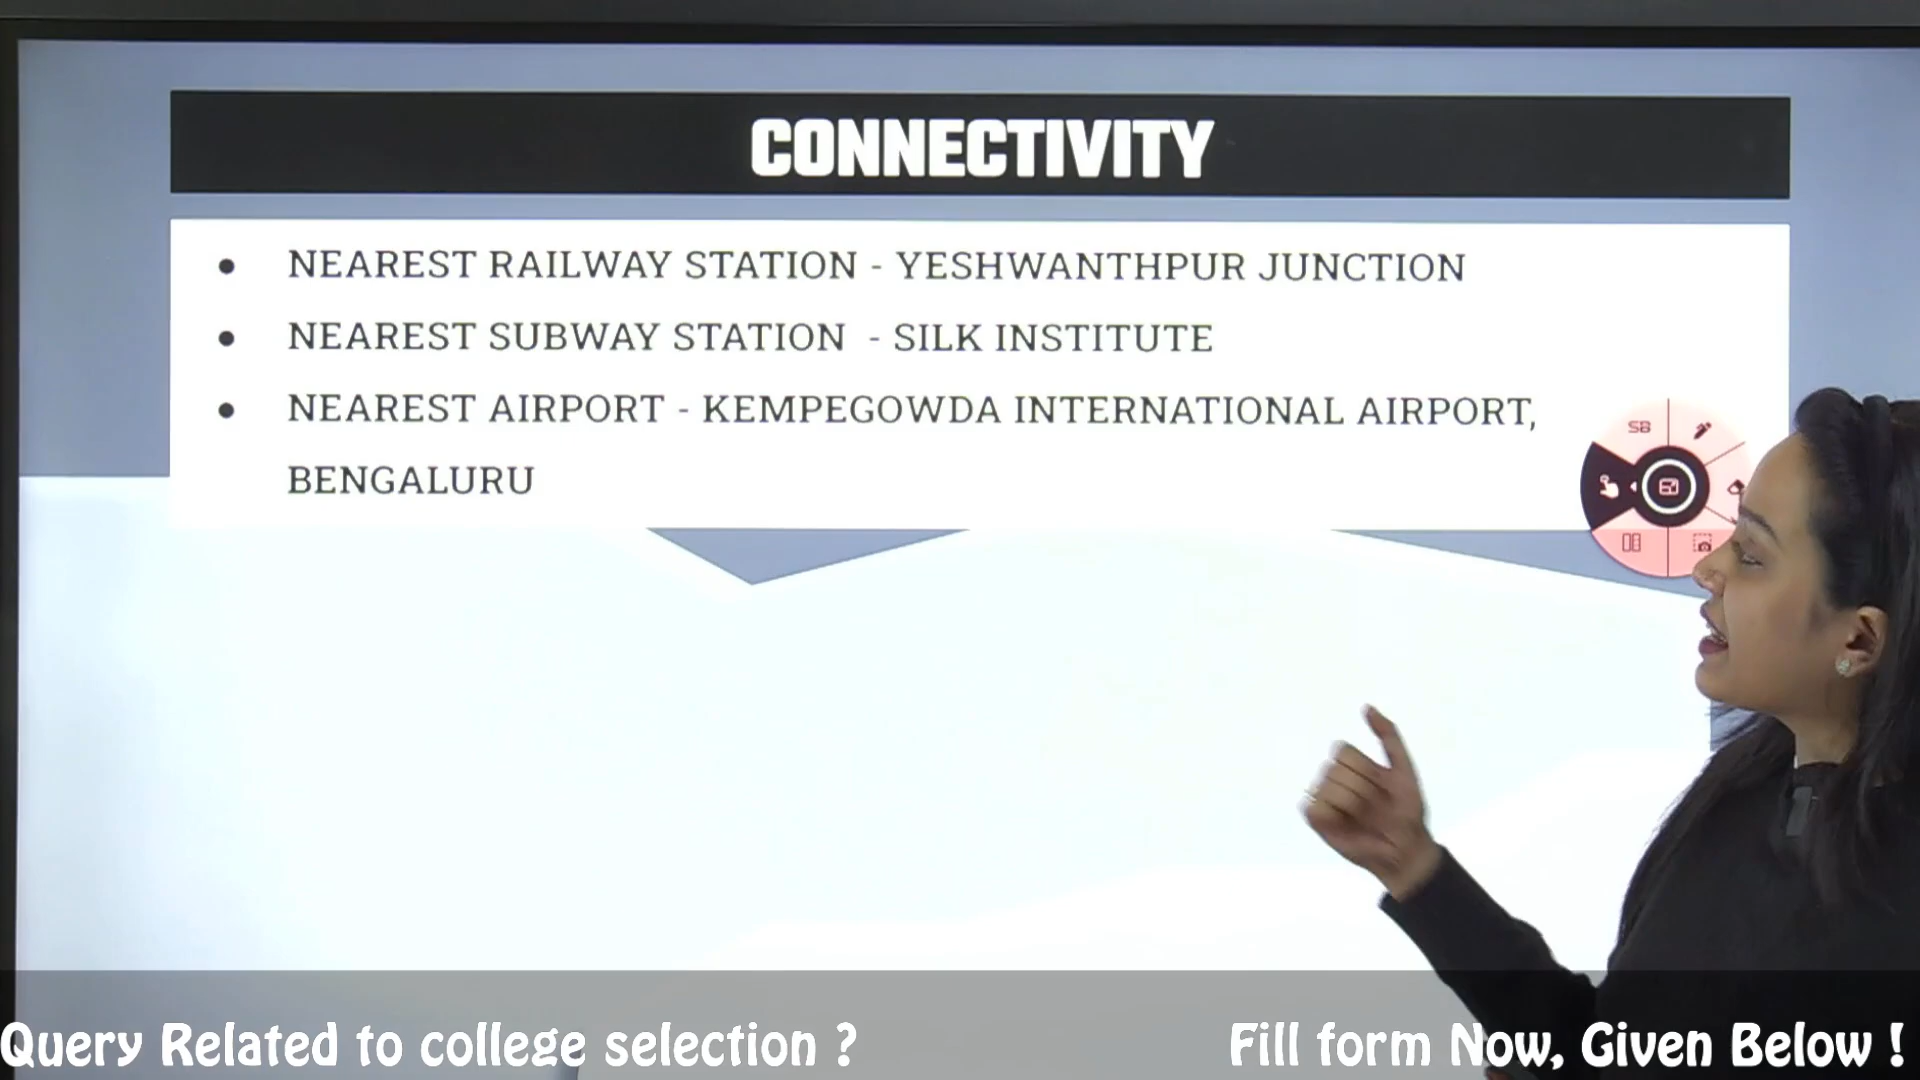 CONNECTIVITY
● NEAREST RAILWAY STATION - YESHWANTHPUR JUNCTION
● NEAREST SUBWAY STATION - SILK INSTITUTE
● NEAREST AIRPORT - KEMPEGOWDA INTERNATIONAL AIRPORT,
BENGALURU
SB
Query Related to college selection ?
Fill form Now, Given Below !